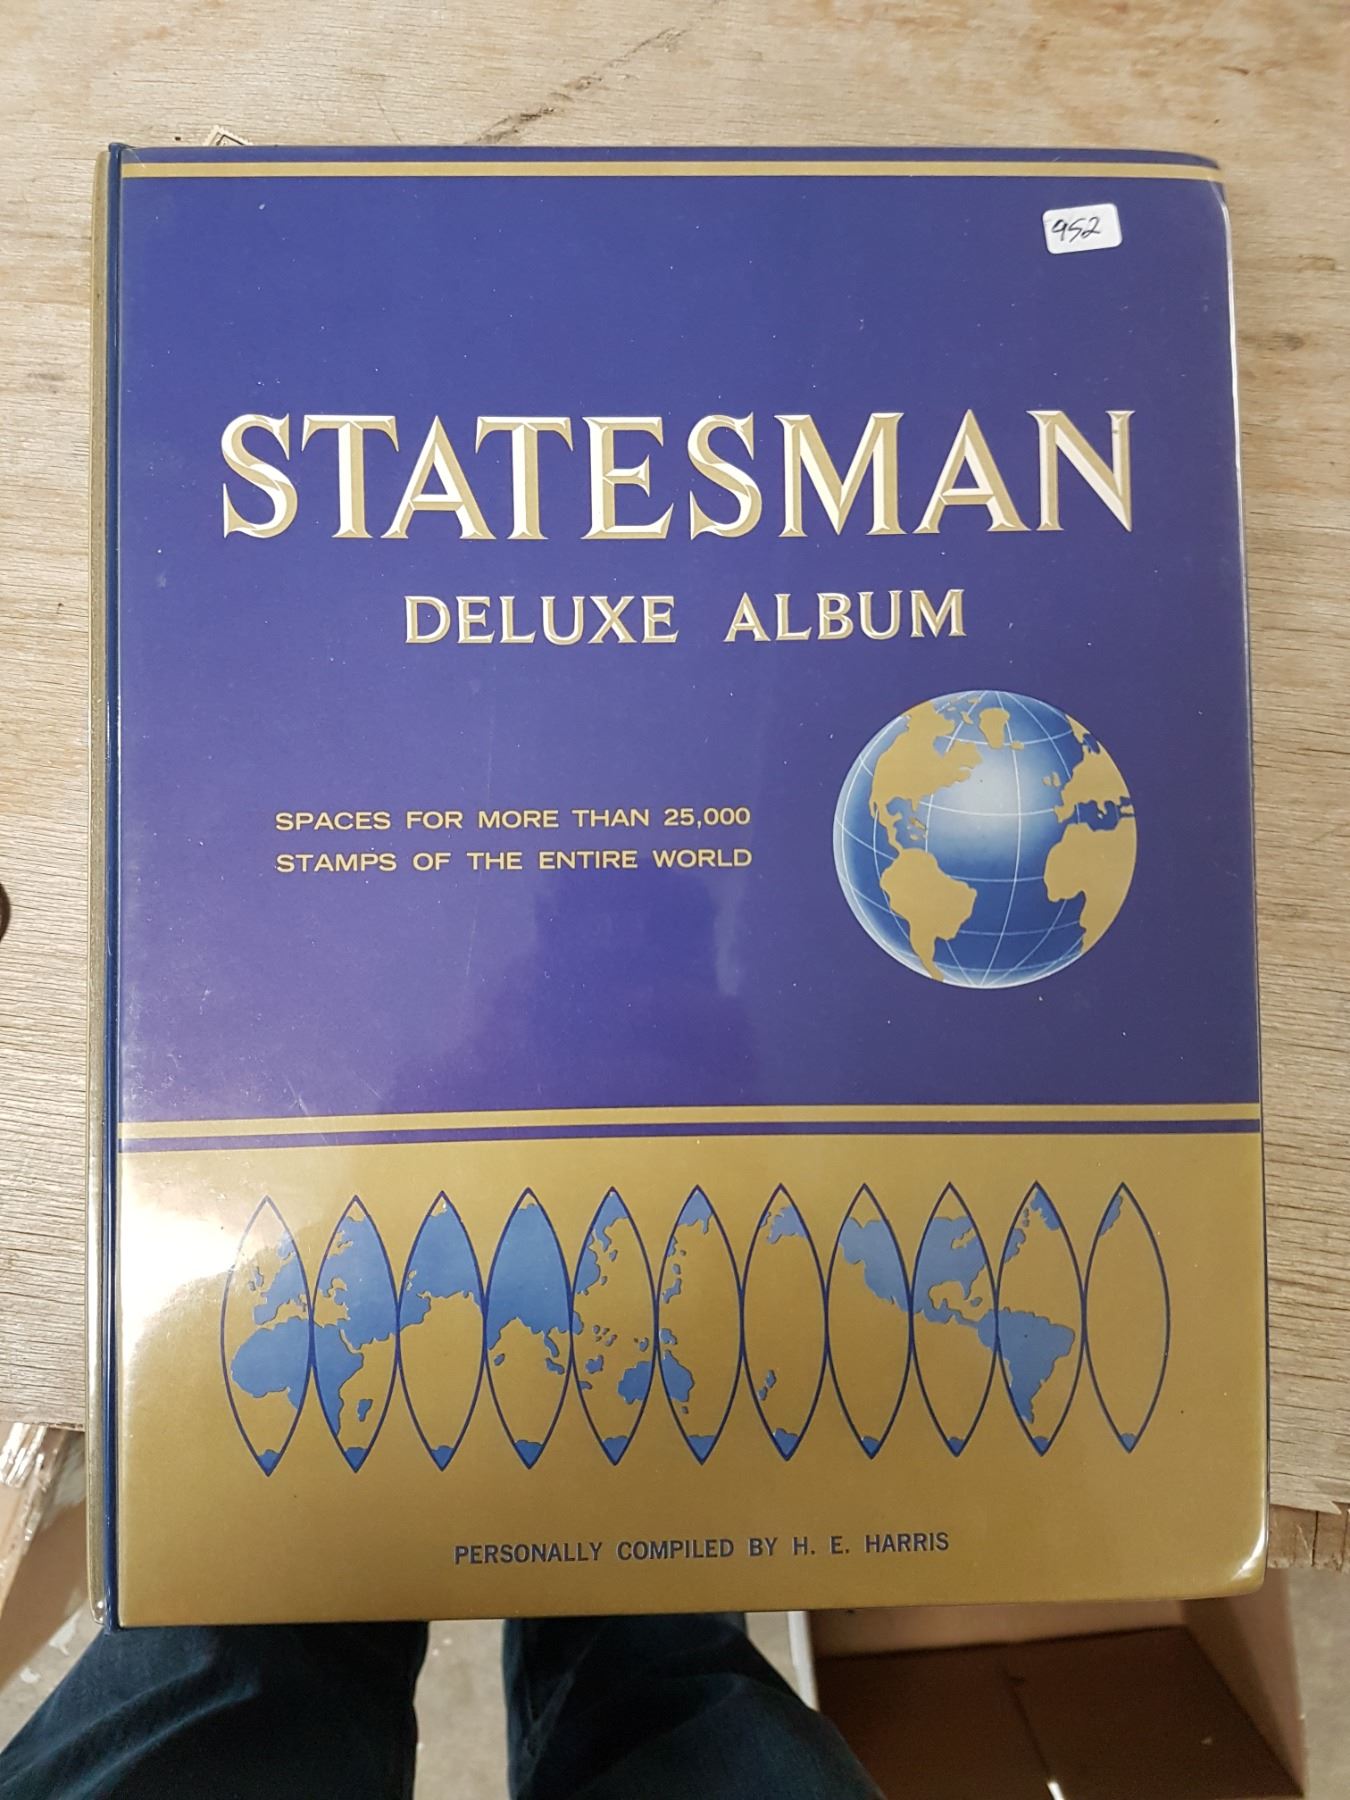 952
STATESMAN
DELUXE ALBUM
SPACES FOR MORE THAN 25,000
STAMPS OF THE ENTIRE WORLD
PERSONALLY COMPILED BY H. E. HARRIS